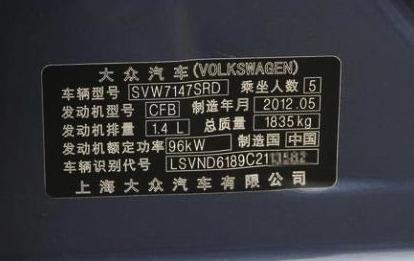 大众汽车(VOLKSWAGEN)
车辆型号 SVW7147SRD 乘坐人数 5
发动机型号 CFB 制造年月 2012.05
发动机排量 1.4 L 总质量 1835kg
发动机额定功率 96kW 制造国 中国
车辆识别代号 LSVND6189C21
上海大众汽车有限公司